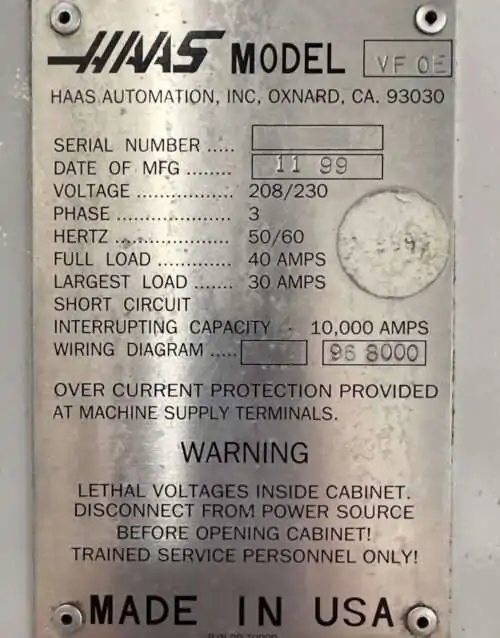 HAAS MODEL VF 0E
HAAS AUTOMATION, INC, OXNARD, CA. 93030
SERIAL NUMBER .....
DATE OF MFG ........ 11 99
VOLTAGE ................. 208/230
PHASE .................... 3
HERTZ .................... 50/60
FULL LOAD ............. 40 AMPS
LARGEST LOAD ....... 30 AMPS
SHORT CIRCUIT
INTERRUPTING CAPACITY - 10,000 AMPS
WIRING DIAGRAM ..... 96 8000
OVER CURRENT PROTECTION PROVIDED
AT MACHINE SUPPLY TERMINALS.
WARNING
LETHAL VOLTAGES INSIDE CABINET.
DISCONNECT FROM POWER SOURCE
BEFORE OPENING CABINET!
TRAINED SERVICE PERSONNEL ONLY!
MADE IN USA